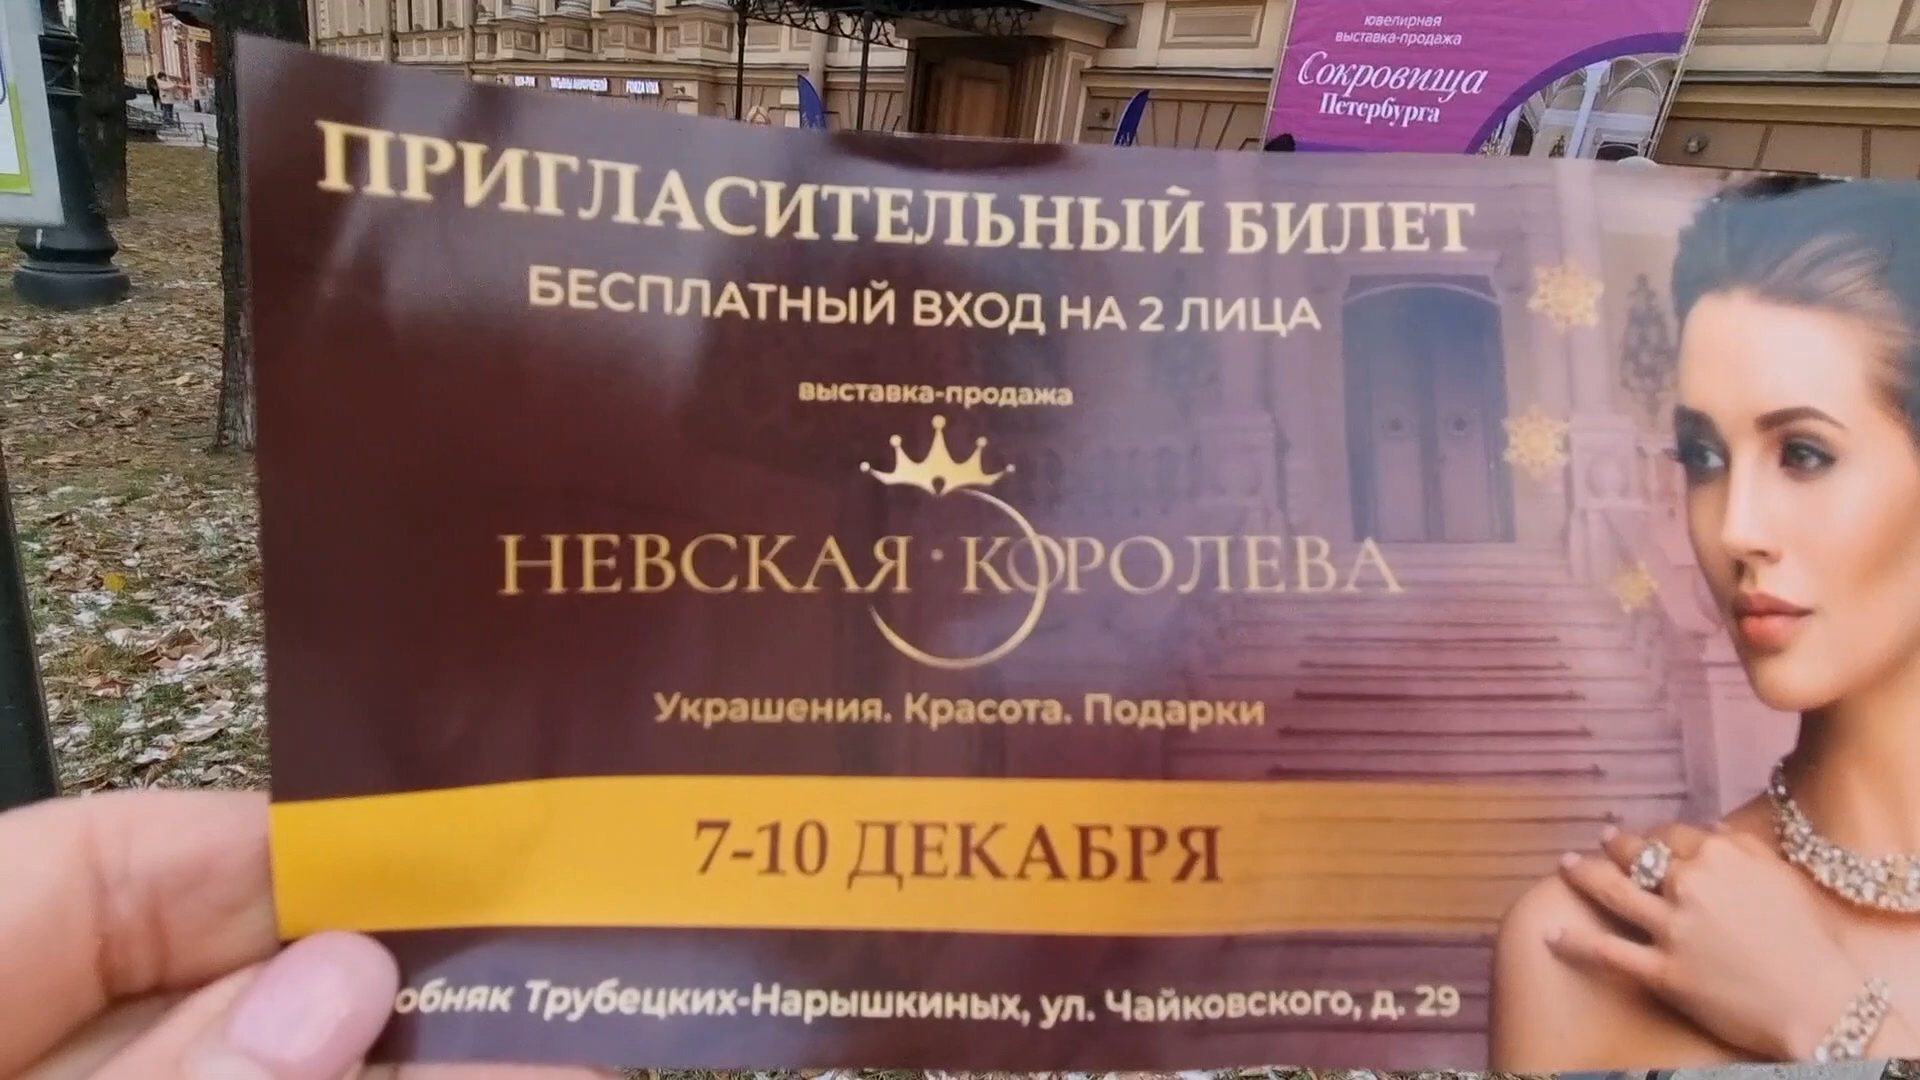 ювелирная
выставка-продажа
Сокровища
Петербурга
ПРИГЛАСИТЕЛЬНЫЙ БИЛЕТ
БЕСПЛАТНЫЙ ВХОД НА 2 ЛИЦА
выставка-продажа
НЕВСКАЯ · КОРОЛЕВА
Украшения. Красота. Подарки
7-10 ДЕКАБРЯ
обняк Трубецких-Нарышкиных, ул. Чайковского, д. 29